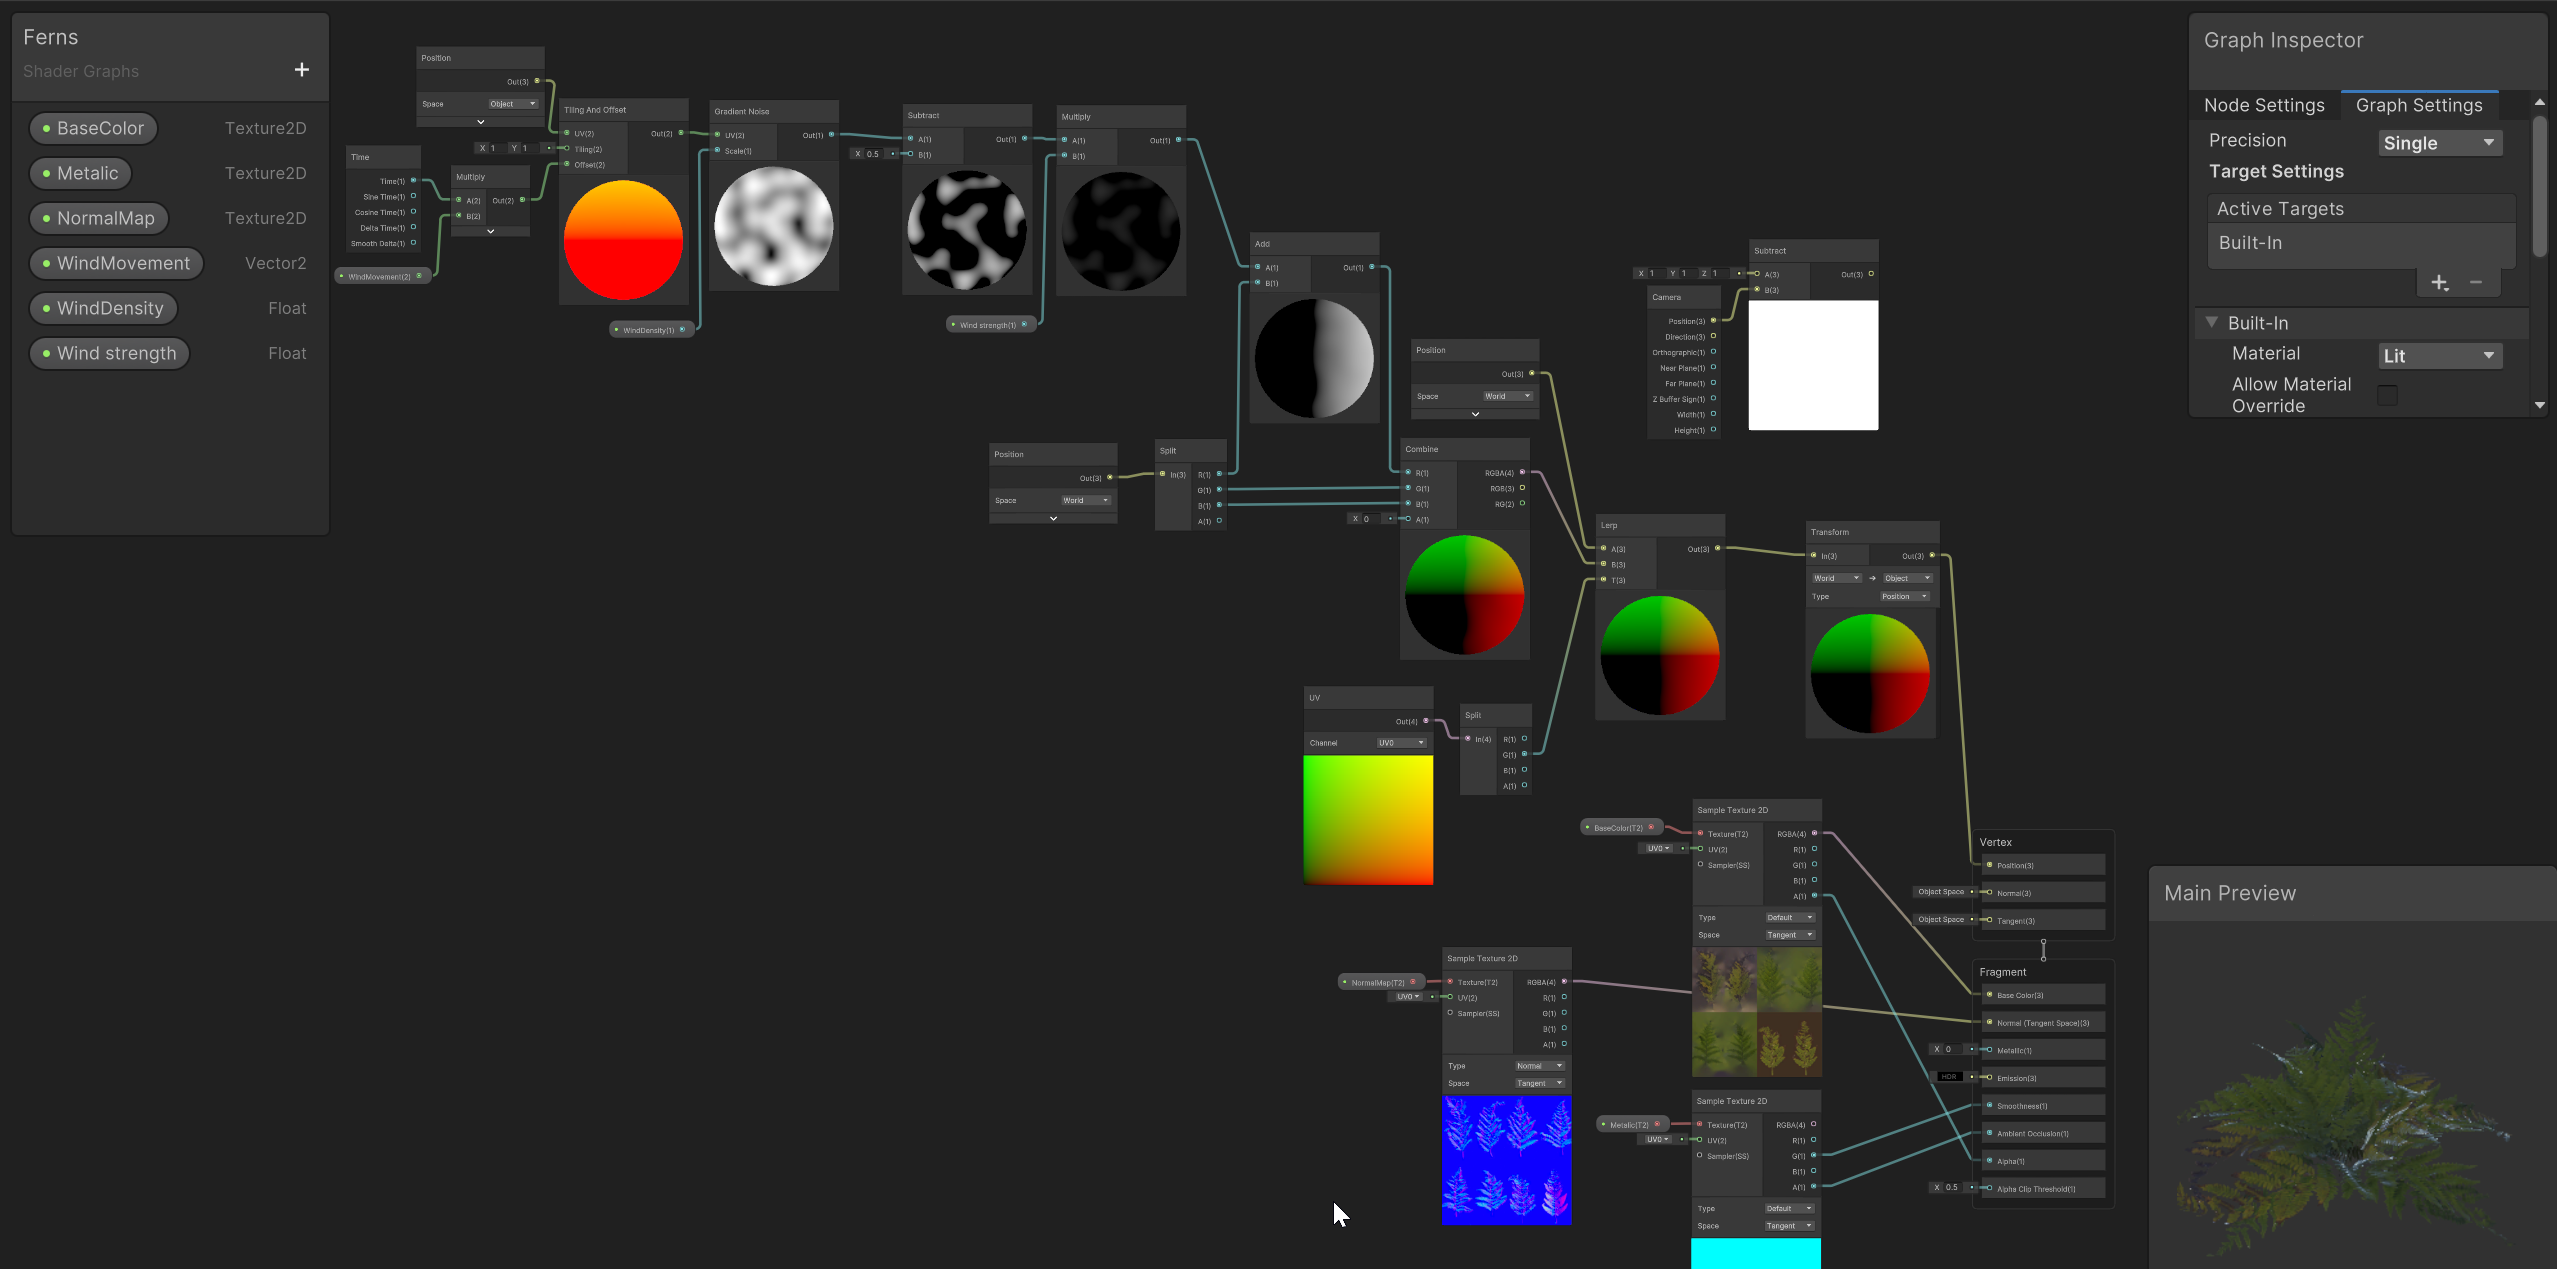 Ferns
Shader Graphs
+
BaseColor Texture2D
Metalic Texture2D
NormalMap Texture2D
WindMovement Vector2
WindDensity Float
Wind strength Float
Position
Out(3)
Space Object
Time
Time(1)
Sine Time(1)
Cosine Time(1)
Delta Time(1)
Smooth Delta(1)
WindMovement(2)
Multiply
A(2) Out(2)
B(2)
Tiling And Offset
UV(2) Out(2)
X 1 Y 1 Tiling(2)
Offset(2)
Gradient Noise
UV(2) Out(1)
Scale(1)
WindDensity(1)
Subtract
A(1) Out(1)
X 0.5 B(1)
Multiply
A(1) Out(1)
B(1)
Wind strength(1)
Add
A(1) Out(1)
B(1)
Position
Out(3)
Space World
Split
In(3) R(1)
G(1)
B(1)
A(1)
Position
Out(3)
Space World
Combine
R(1) RGBA(4)
G(1) RGB(3)
B(1) RG(2)
X 0 A(1)
Subtract
X 1 Y 1 Z 1 A(3) Out(3)
B(3)
Camera
Position(3)
Direction(3)
Orthographic(1)
Near Plane(1)
Far Plane(1)
Z Buffer Sign(1)
Width(1)
Height(1)
Lerp
A(3) Out(3)
B(3)
T(3)
Transform
In(3) Out(3)
World Object
Type Position
UV
Out(4)
Channel UV0
Split
In(4) R(1)
G(1)
B(1)
A(1)
BaseColor(T2)
UV0
Sample Texture 2D
Texture(T2) RGBA(4)
UV(2) R(1)
Sampler(SS) G(1)
B(1)
A(1)
Type Default
Space Tangent
NormalMap(T2)
UV0
Sample Texture 2D
Texture(T2) RGBA(4)
UV(2) R(1)
Sampler(SS) G(1)
B(1)
A(1)
Type Normal
Space Tangent
Metalic(T2)
UV0
Sample Texture 2D
Texture(T2) RGBA(4)
UV(2) R(1)
Sampler(SS) G(1)
B(1)
A(1)
Type Default
Space Tangent
Vertex
Position(3)
Object Space Normal(3)
Object Space Tangent(3)
Fragment
Base Color(3)
Normal (Tangent Space)(3)
X 0 Metallic(1)
HDR Emission(3)
Smoothness(1)
Ambient Occlusion(1)
Alpha(1)
X 0.5 Alpha Clip Threshold(1)
Graph Inspector
Node Settings Graph Settings
Precision Single
Target Settings
Active Targets
Built-In
Built-In
Material Lit
Allow Material
Override
Main Preview